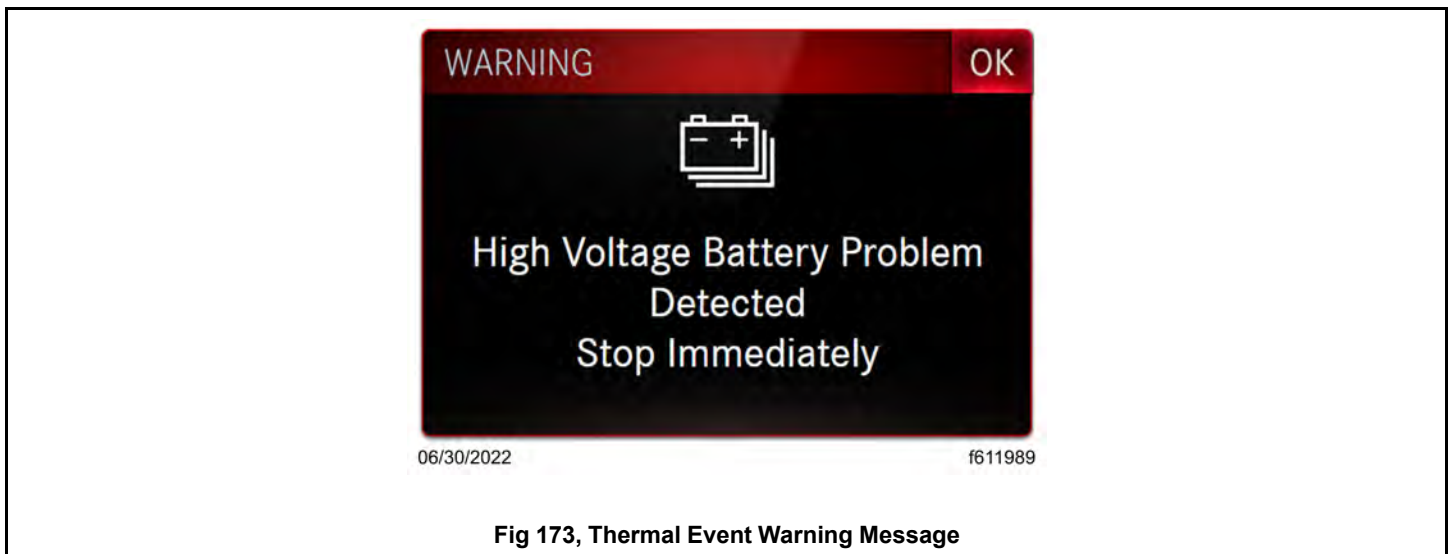 WARNING OK
High Voltage Battery Problem
Detected
Stop Immediately
06/30/2022 f611989
Fig 173, Thermal Event Warning Message